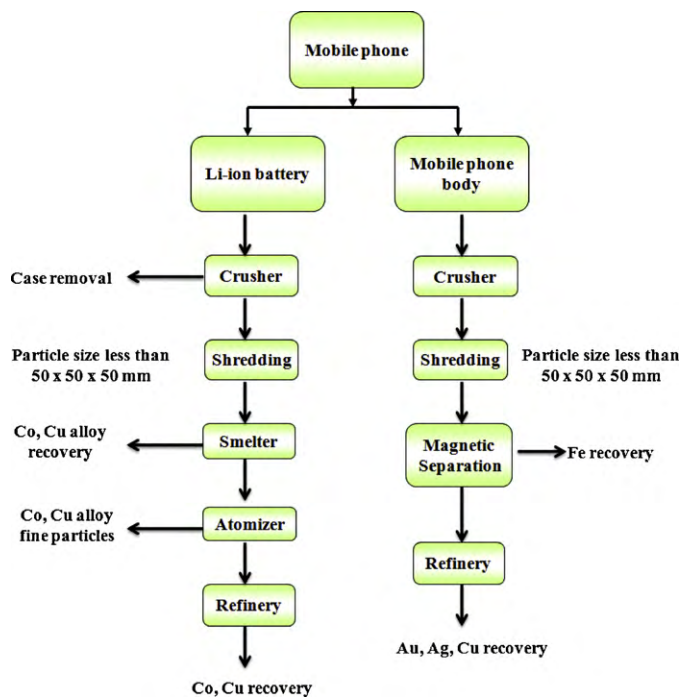 Mobile phone
Li-ion battery
Mobile phone
body
Case removal
Crusher
Crusher
Particle size less than
50 x 50 x 50 mm
Shredding
Shredding
Particle size less than
50 x 50 x 50 mm
Co, Cu alloy
recovery
Smelter
Magnetic
Separation
Fe recovery
Co, Cu alloy
fine particles
Atomizer
Refinery
Refinery
Au, Ag, Cu recovery
Co, Cu recovery